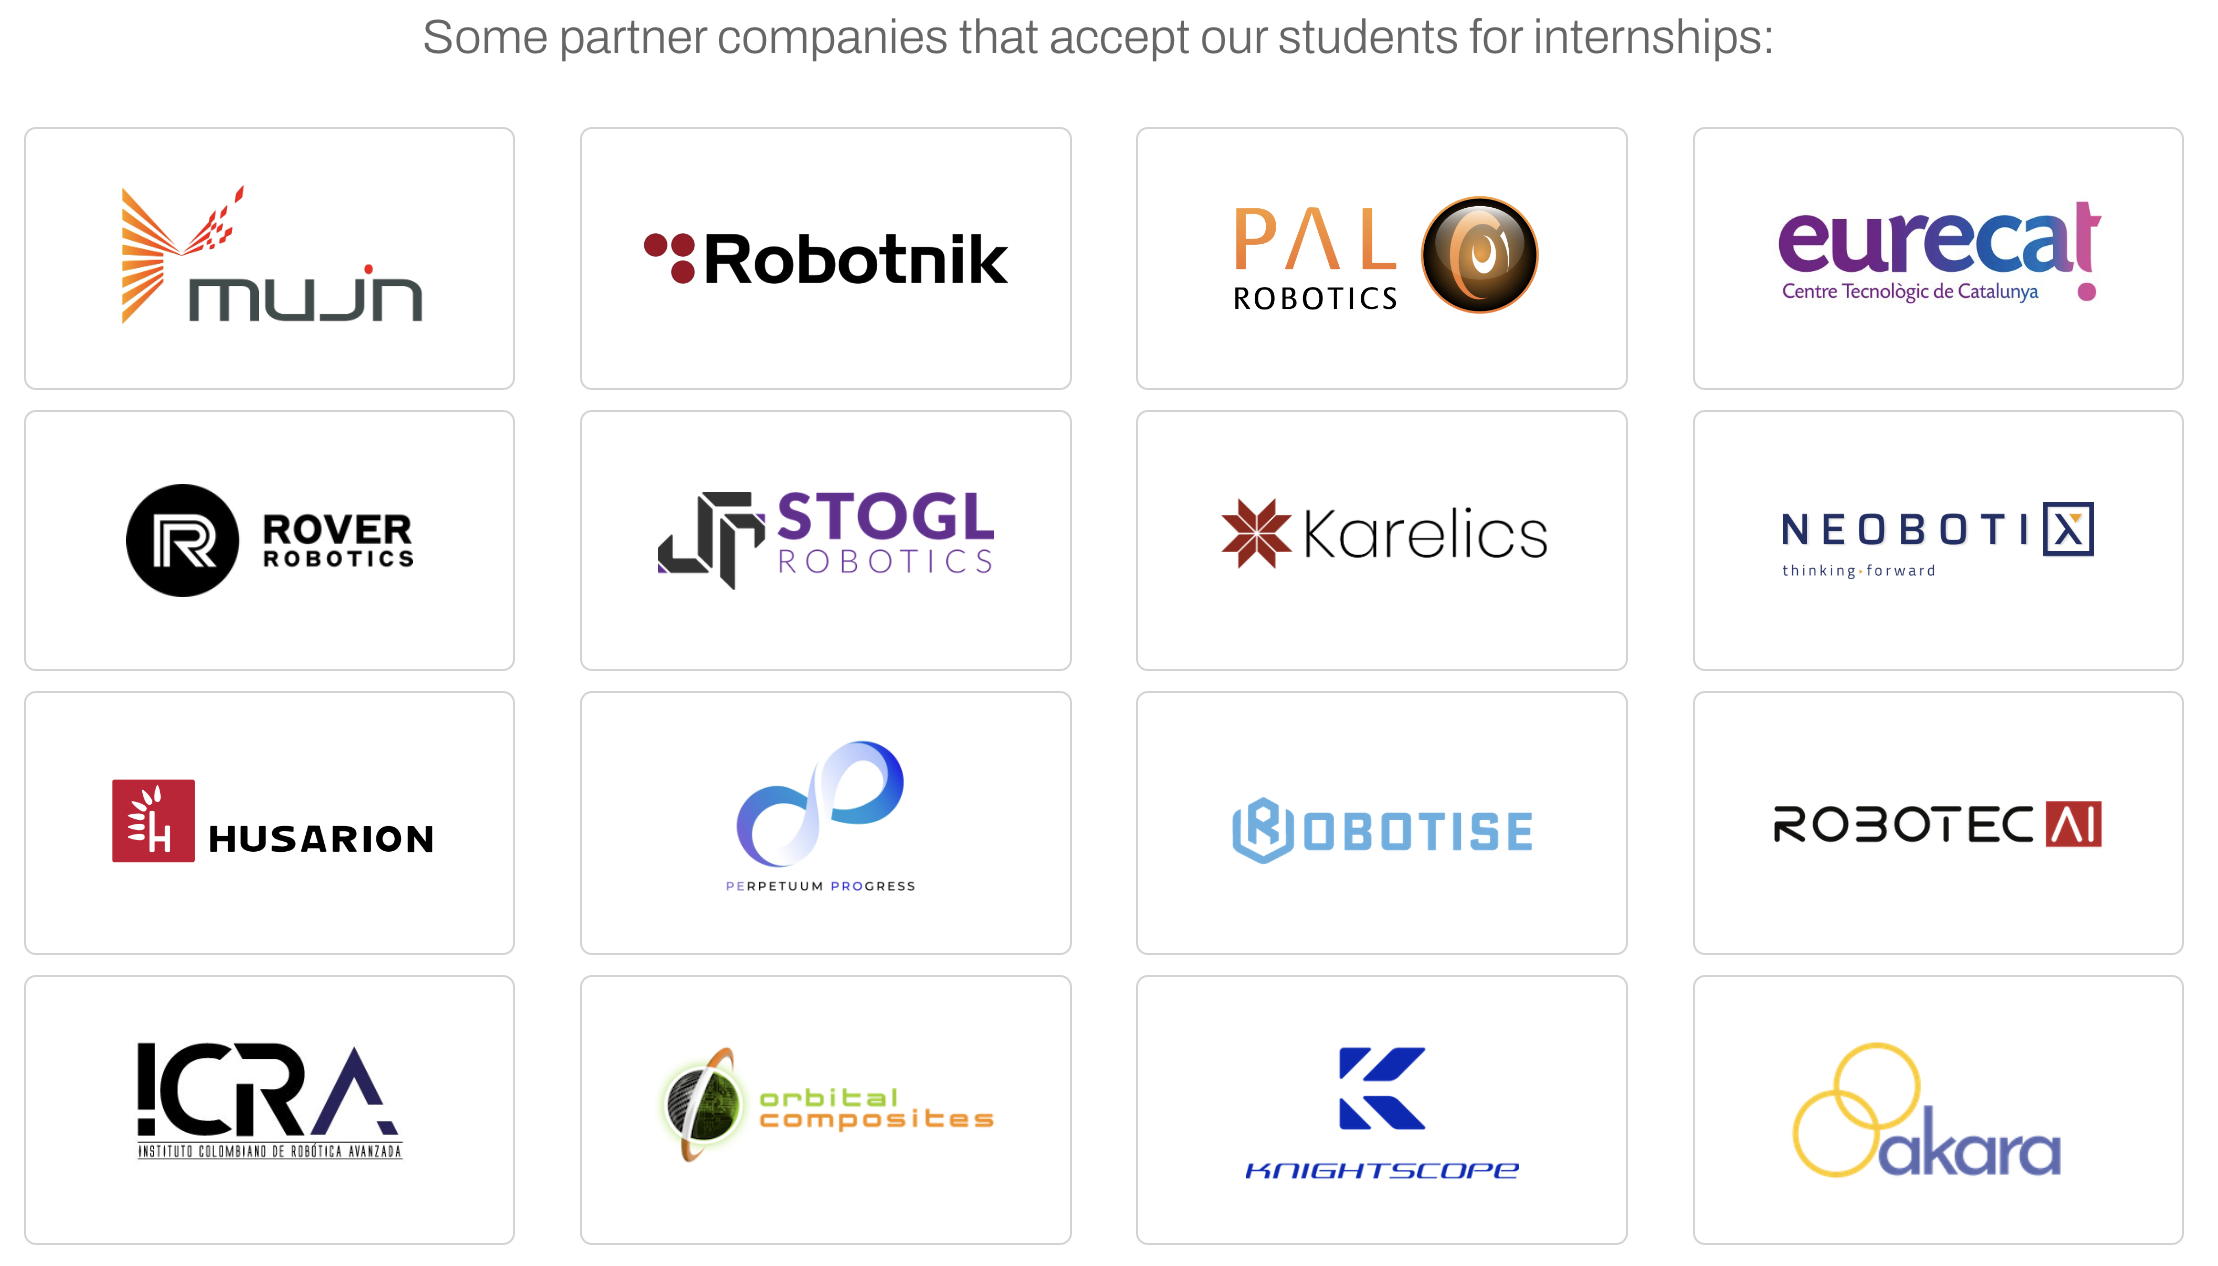 Some partner companies that accept our students for internships:
mujin
Robotnik
PAL
ROBOTICS
eurecat
Centre Tecnològic de Catalunya
R
ROVER
ROBOTICS
STOGL
ROBOTICS
Karelics
NEOBOTIX
thinking·forward
H
HUSARION
PERPETUUM PROGRESS
ROBOTISE
ROBOTEC AI
ICRA
INSTITUTO COLOMBIANO DE ROBÓTICA AVANZADA
orbital
composites
K
KNIGHTSCOPE
akara